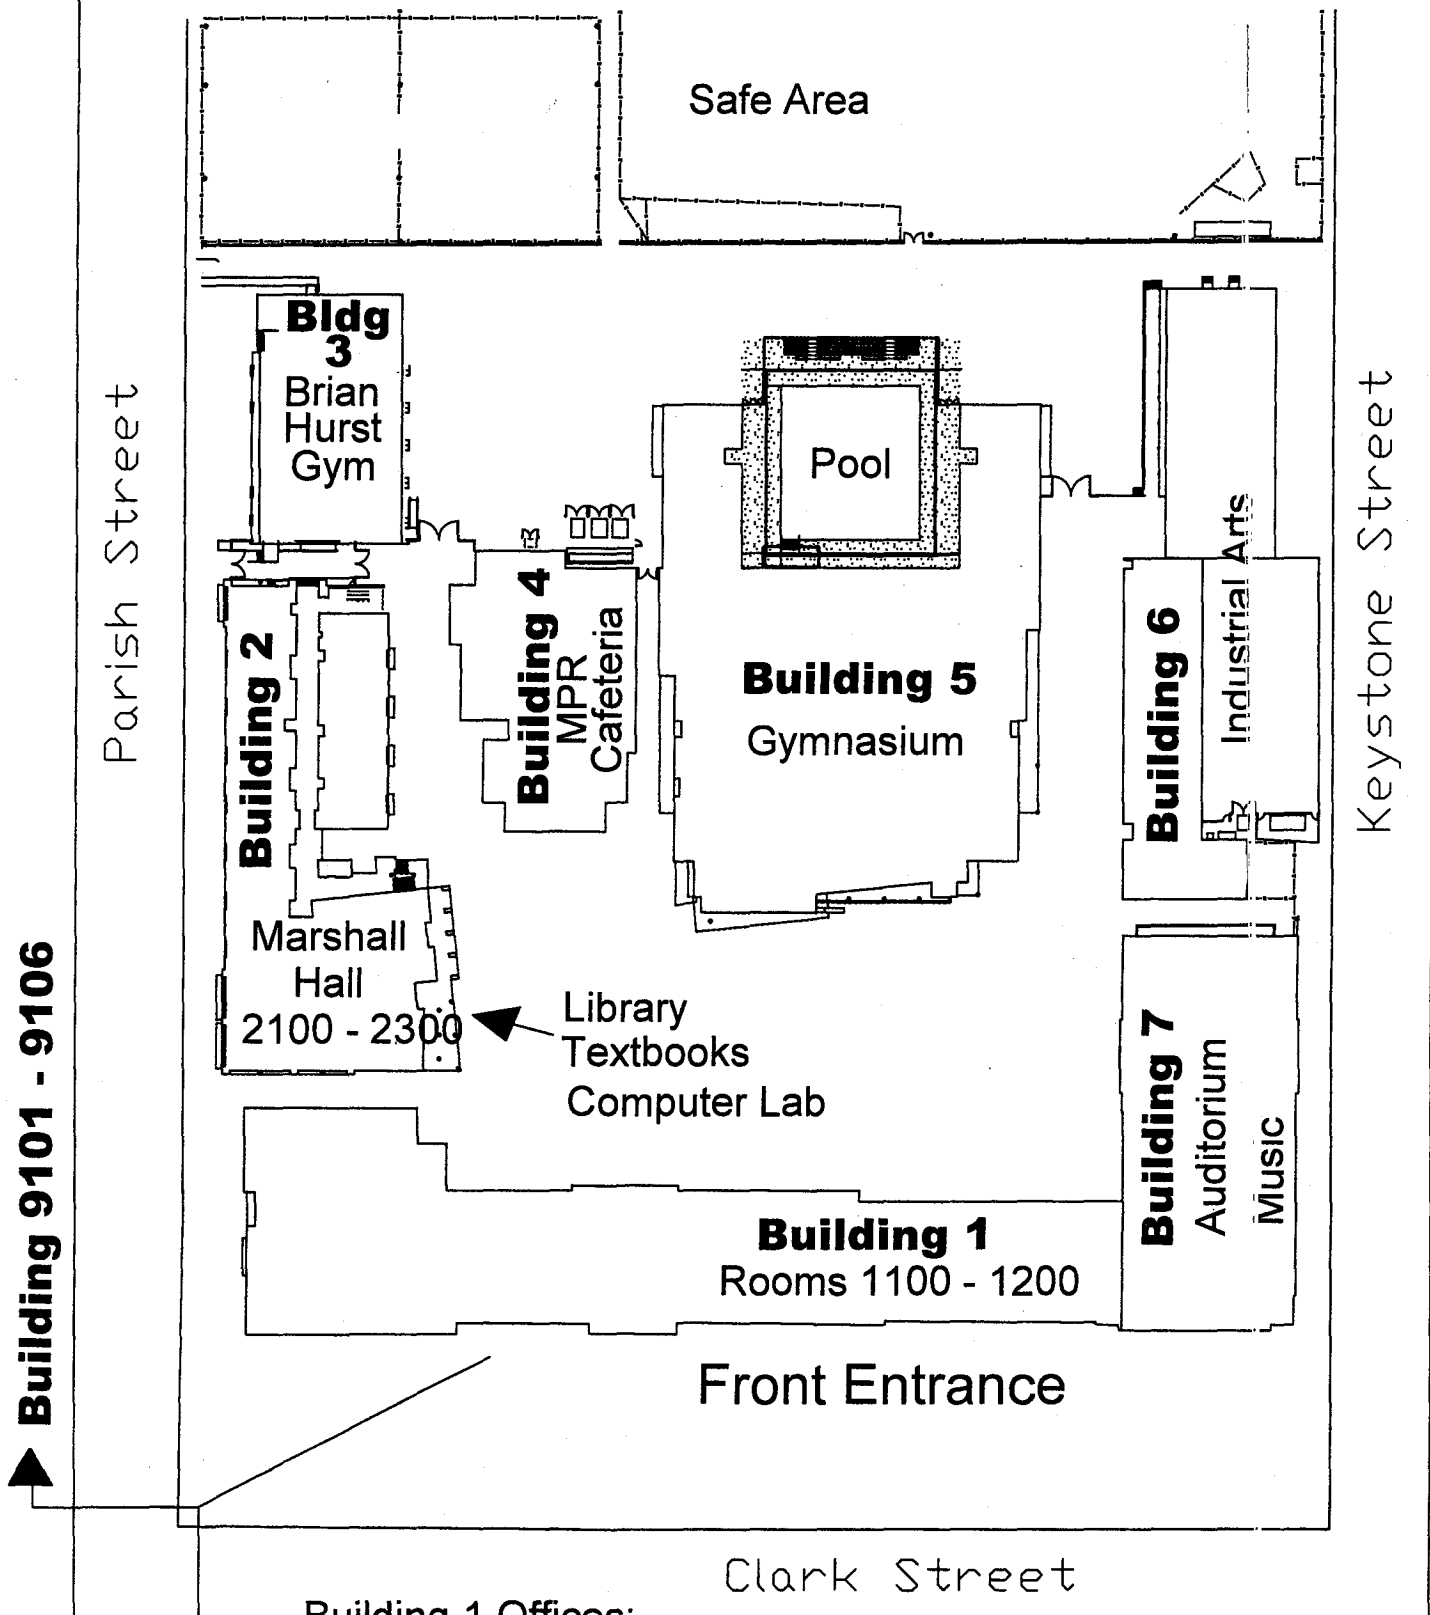 Safe Area
Bldg
3
Brian
Hurst
Gym
Pool
Parish Street
Keystone Street
Building 2
Building 4
MPR
Cafeteria
Building 5
Gymnasium
Building 6
Industrial Arts
Marshall
Hall
2100 - 2300
Library
Textbooks
Computer Lab
Building 7
Auditorium
Music
Building 9101 - 9106
Building 1
Rooms 1100 - 1200
Front Entrance
Clark Street
Building 1 Offices: